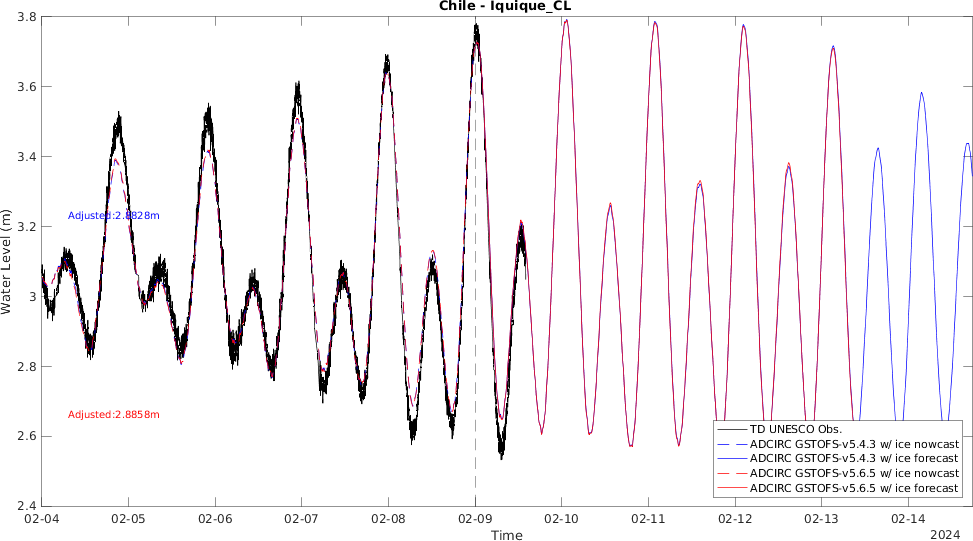 Chile - Iquique_CL
3.8
3.6
3.4
3.2
3
2.8
2.6
2.4
Water Level (m)
Adjusted:2.8828m
Adjusted:2.8858m
TD UNESCO Obs.
ADCIRC GSTOFS-v5.4.3 w/ ice nowcast
ADCIRC GSTOFS-v5.4.3 w/ ice forecast
ADCIRC GSTOFS-v5.6.5 w/ ice nowcast
ADCIRC GSTOFS-v5.6.5 w/ ice forecast
02-04 02-05 02-06 02-07 02-08 02-09 02-10 02-11 02-12 02-13 02-14
Time
2024